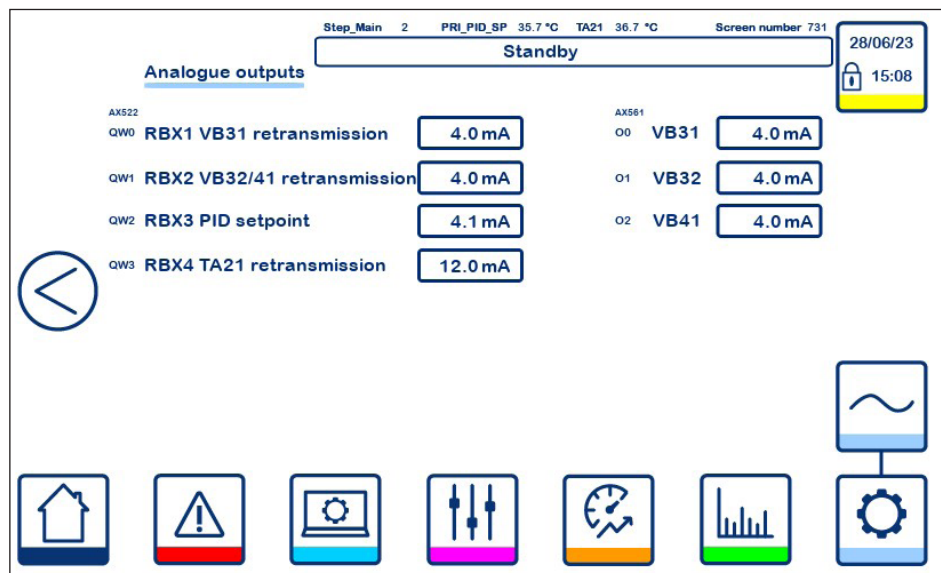 Step_Main 2 PRI_PID_SP 35.7 °C TA21 36.7 °C Screen number 731
Standby
28/06/23
15:08
Analogue outputs
AX522
QW0 RBX1 VB31 retransmission 4.0 mA
QW1 RBX2 VB32/41 retransmission 4.0 mA
QW2 RBX3 PID setpoint 4.1 mA
QW3 RBX4 TA21 retransmission 12.0 mA
AX561
O0 VB31 4.0 mA
O1 VB32 4.0 mA
O2 VB41 4.0 mA